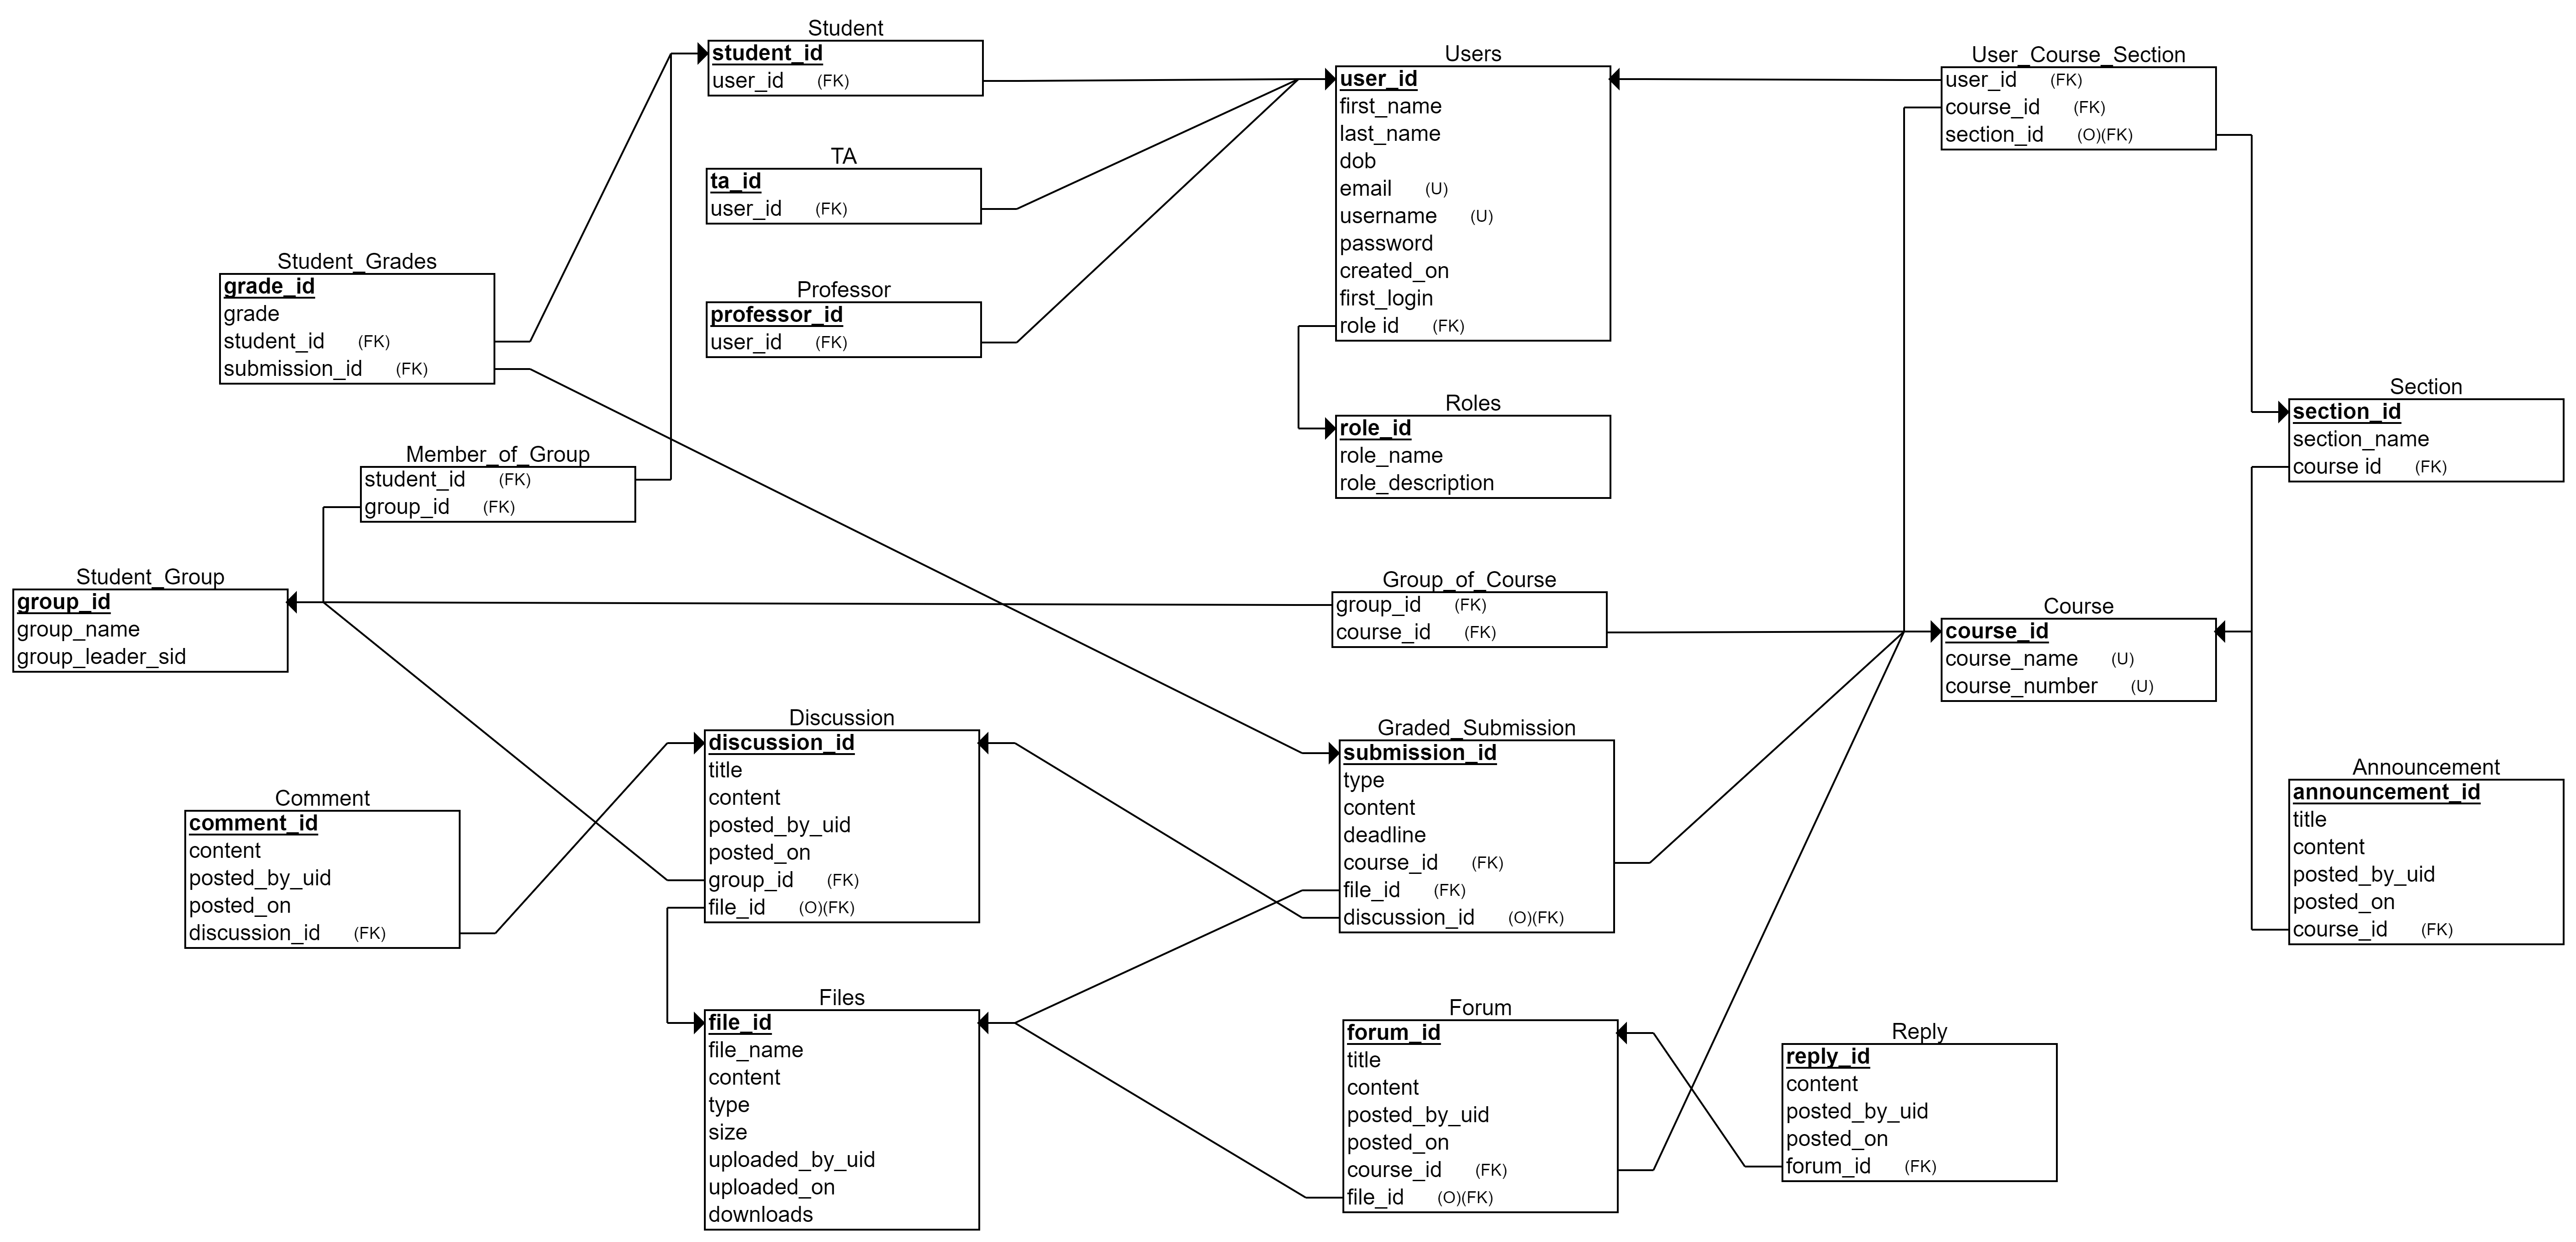 Student
student_id
user_id (FK)
Users
user_id
first_name
last_name
dob
email (U)
username (U)
password
created_on
first_login
role id (FK)
User_Course_Section
user_id (FK)
course_id (FK)
section_id (O)(FK)
TA
ta_id
user_id (FK)
Student_Grades
grade_id
grade
student_id (FK)
submission_id (FK)
Professor
professor_id
user_id (FK)
Roles
role_id
role_name
role_description
Section
section_id
section_name
course id (FK)
Member_of_Group
student_id (FK)
group_id (FK)
Student_Group
group_id
group_name
group_leader_sid
Group_of_Course
group_id (FK)
course_id (FK)
Course
course_id
course_name (U)
course_number (U)
Discussion
discussion_id
title
content
posted_by_uid
posted_on
group_id (FK)
file_id (O)(FK)
Graded_Submission
submission_id
type
content
deadline
course_id (FK)
file_id (FK)
discussion_id (O)(FK)
Announcement
announcement_id
title
content
posted_by_uid
posted_on
course_id (FK)
Comment
comment_id
content
posted_by_uid
posted_on
discussion_id (FK)
Files
file_id
file_name
content
type
size
uploaded_by_uid
uploaded_on
downloads
Forum
forum_id
title
content
posted_by_uid
posted_on
course_id (FK)
file_id (O)(FK)
Reply
reply_id
content
posted_by_uid
posted_on
forum_id (FK)